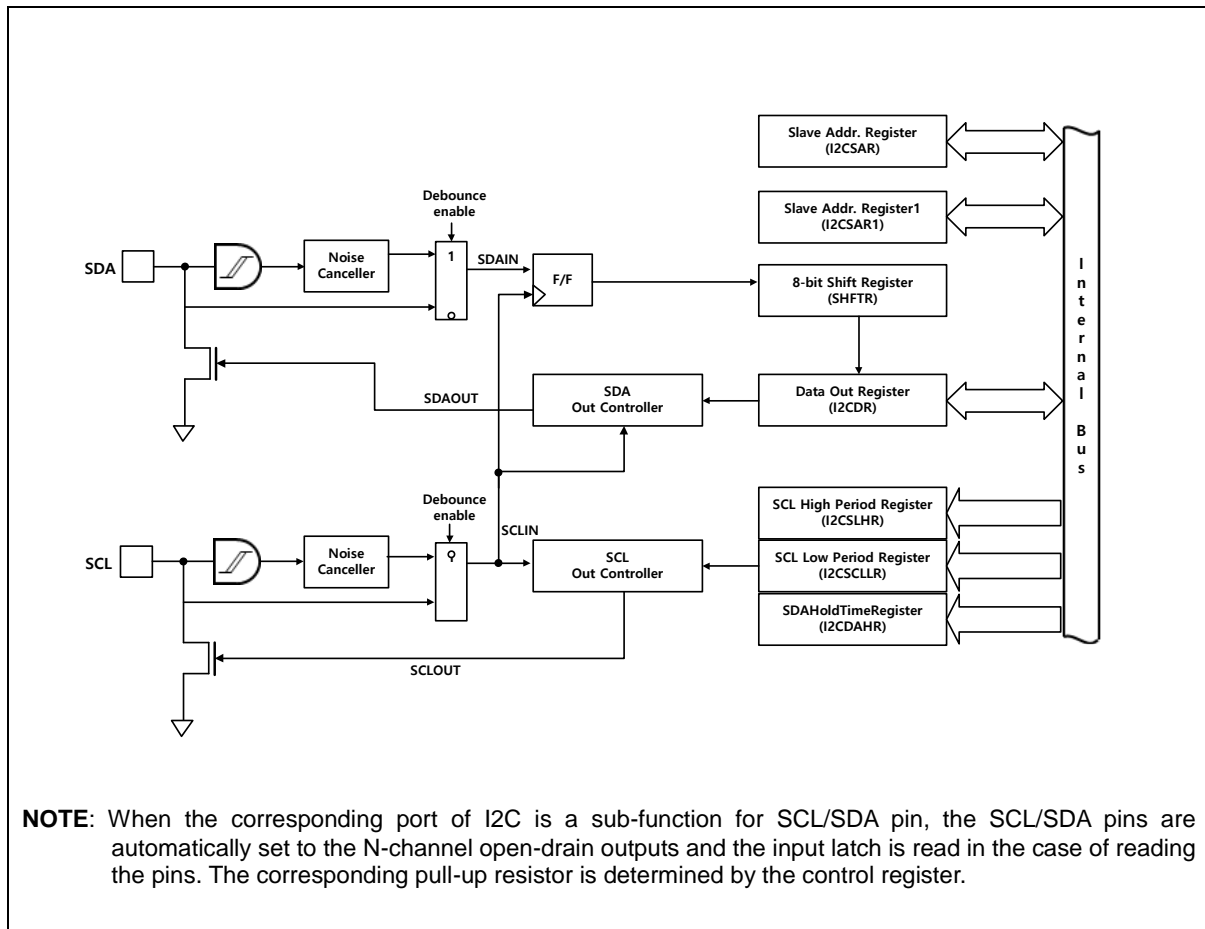 Slave Addr. Register
(I2CSAR)
Debounce
enable
Slave Addr. Register1
(I2CSAR1)
SDA
Noise
Canceller
1
0
SDAIN
F/F
8-bit Shift Register
(SHFTR)
Internal Bus
SDAOUT
SDA
Out Controller
Data Out Register
(I2CDR)
Debounce
enable
SCL High Period Register
(I2CSLHR)
SCLIN
SCL
Noise
Canceller
SCL
Out Controller
SCL Low Period Register
(I2CSCLLR)
SDAHoldTimeRegister
(I2CDAHR)
SCLOUT
NOTE: When the corresponding port of I2C is a sub-function for SCL/SDA pin, the SCL/SDA pins are
automatically set to the N-channel open-drain outputs and the input latch is read in the case of reading
the pins. The corresponding pull-up resistor is determined by the control register.